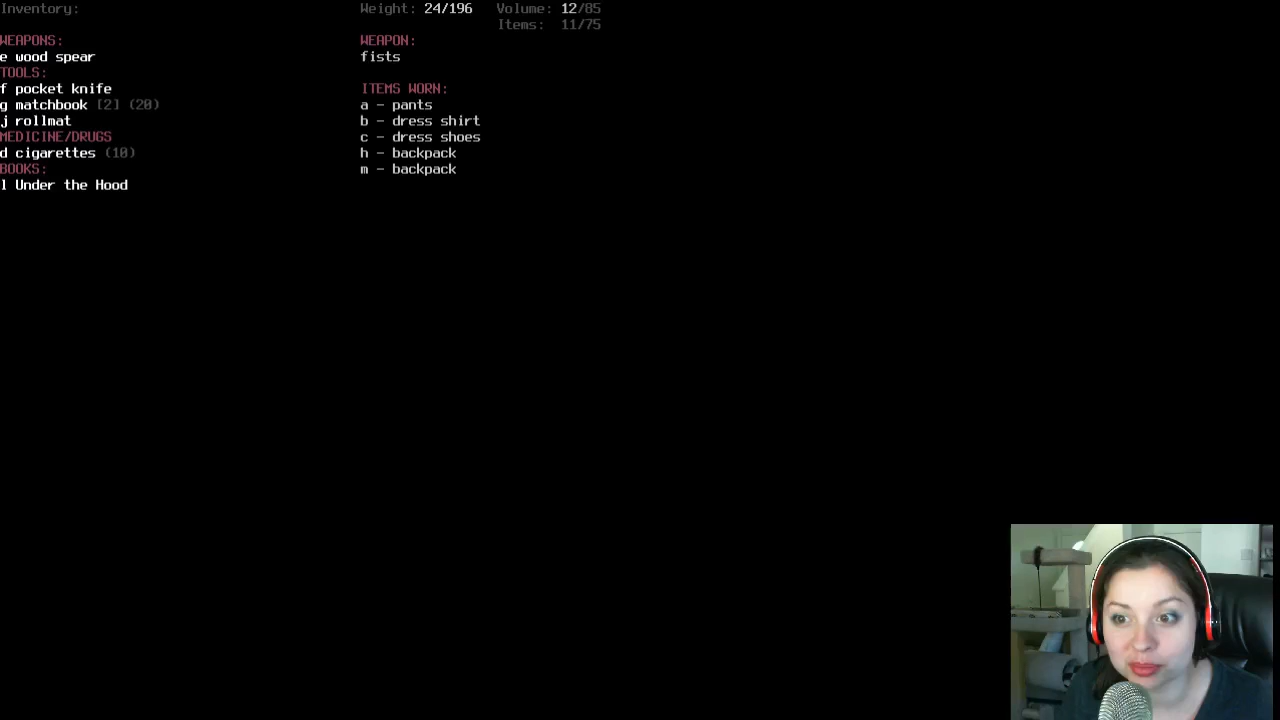 Inventory:
Weight: 24/196 Volume: 12/85
Items: 11/75
WEAPONS:
e wood spear
TOOLS:
f pocket knife
g matchbook [2] (20)
j rollmat
MEDICINE/DRUGS
d cigarettes (10)
BOOKS:
l Under the Hood
WEAPON:
fists
ITEMS WORN:
a - pants
b - dress shirt
c - dress shoes
h - backpack
m - backpack